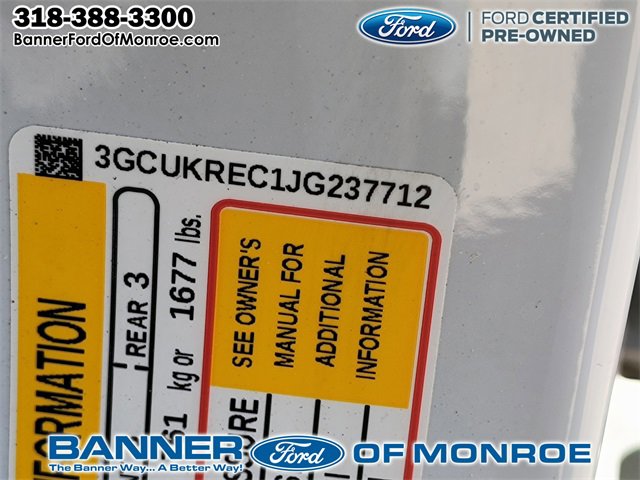 318-388-3300
BannerFordOfMonroe.com
Ford
FORD CERTIFIED
PRE-OWNED
3GCUKREC1JG237712
INFORMATION
REAR 3
kg or 1677 lbs.
SEE OWNER'S
MANUAL FOR
ADDITIONAL
INFORMATION
BANNER Ford OF MONROE
The Banner Way... A Better Way!